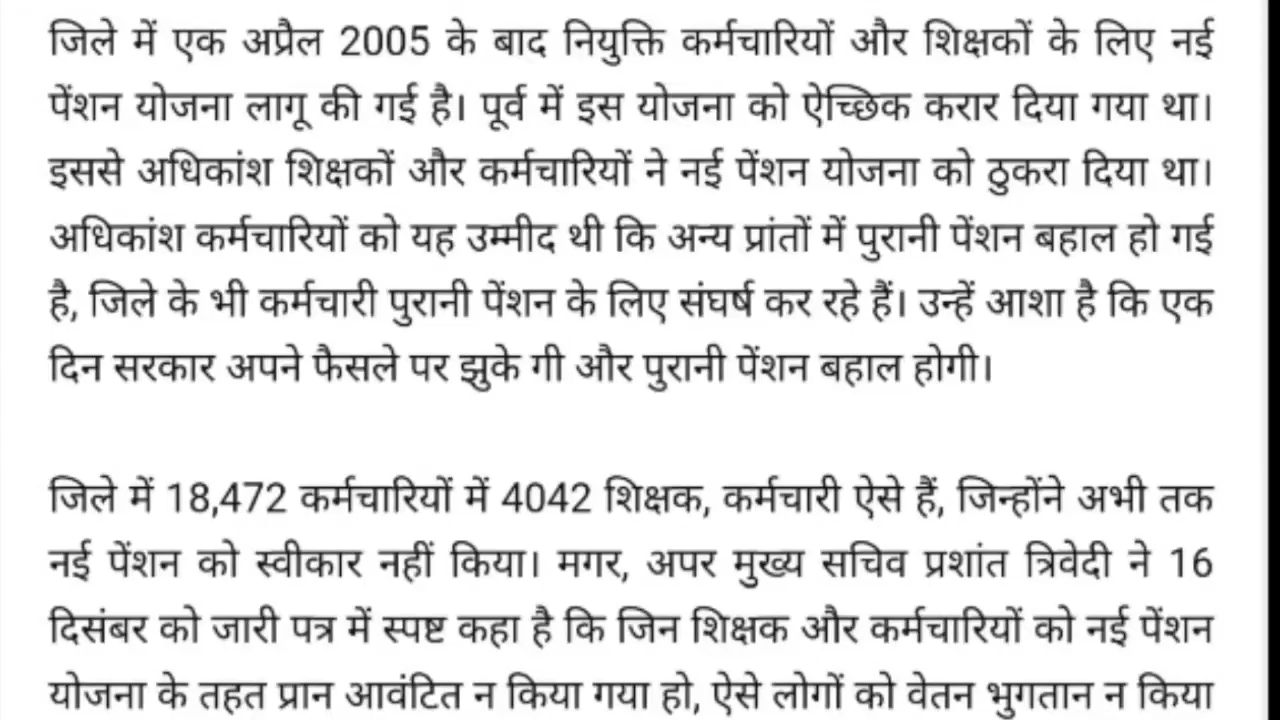 जिले में एक अप्रैल 2005 के बाद नियुक्ति कर्मचारियों और शिक्षकों के लिए नई
पेंशन योजना लागू की गई है। पूर्व में इस योजना को ऐच्छिक करार दिया गया था।
इससे अधिकांश शिक्षकों और कर्मचारियों ने नई पेंशन योजना को ठुकरा दिया था।
अधिकांश कर्मचारियों को यह उम्मीद थी कि अन्य प्रांतों में पुरानी पेंशन बहाल हो गई
है, जिले के भी कर्मचारी पुरानी पेंशन के लिए संघर्ष कर रहे हैं। उन्हें आशा है कि एक
दिन सरकार अपने फैसले पर झुके गी और पुरानी पेंशन बहाल होगी।
जिले में 18,472 कर्मचारियों में 4042 शिक्षक, कर्मचारी ऐसे हैं, जिन्होंने अभी तक
नई पेंशन को स्वीकार नहीं किया। मगर, अपर मुख्य सचिव प्रशांत त्रिवेदी ने 16
दिसंबर को जारी पत्र में स्पष्ट कहा है कि जिन शिक्षक और कर्मचारियों को नई पेंशन
योजना के तहत प्रान आवंटित न किया गया हो, ऐसे लोगों को वेतन भुगतान न किया